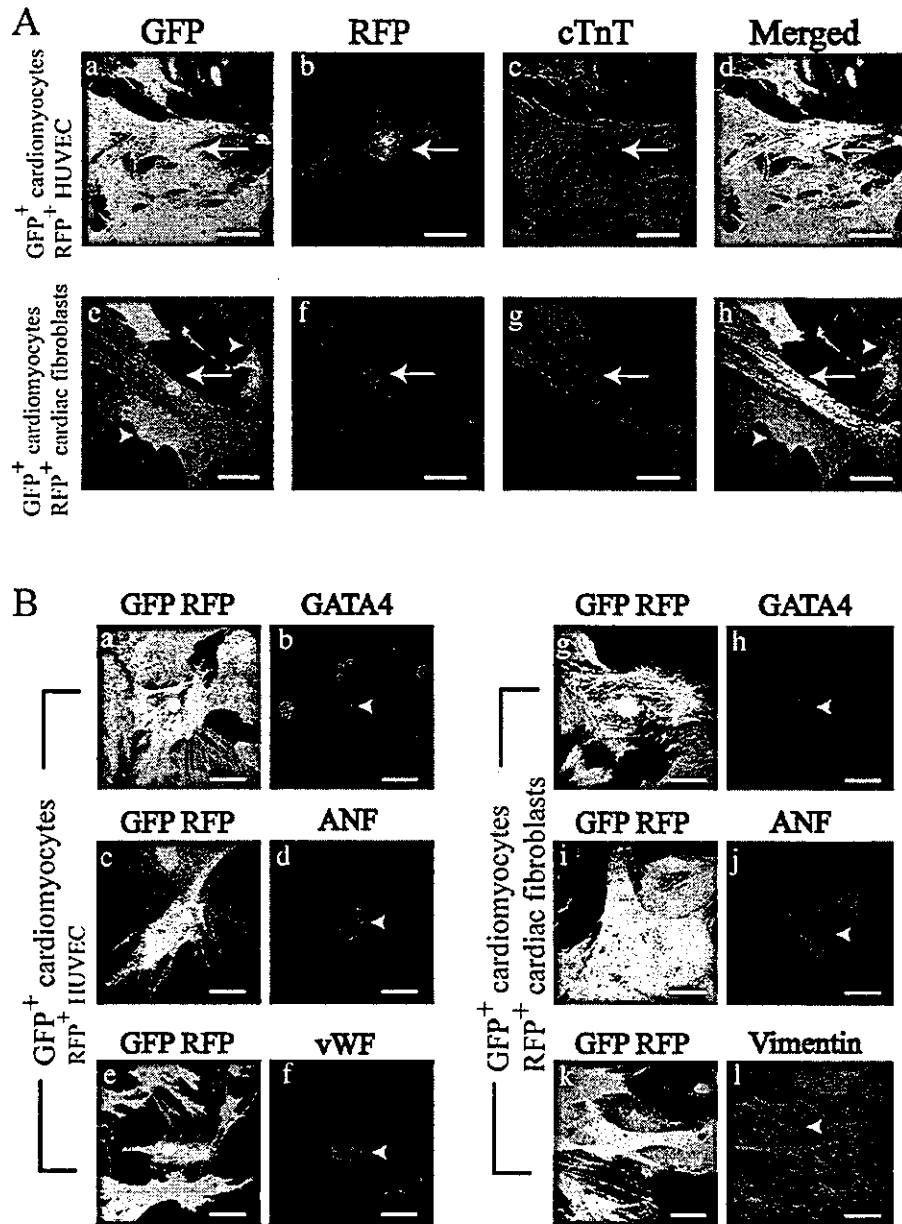 A
GFP RFP cTnT Merged
GFP+ cardiomyocytes
RFP+ HUVEC
a b c d
GFP+ cardiomyocytes
RFP+ cardiac fibroblasts
e f g h
B
GFP RFP GATA4 GFP RFP GATA4
a b g h
GFP+ cardiomyocytes
RFP+ HUVEC
GFP+ cardiomyocytes
RFP+ cardiac fibroblasts
GFP RFP ANF GFP RFP ANF
c d i j
GFP RFP vWF GFP RFP Vimentin
e f k l